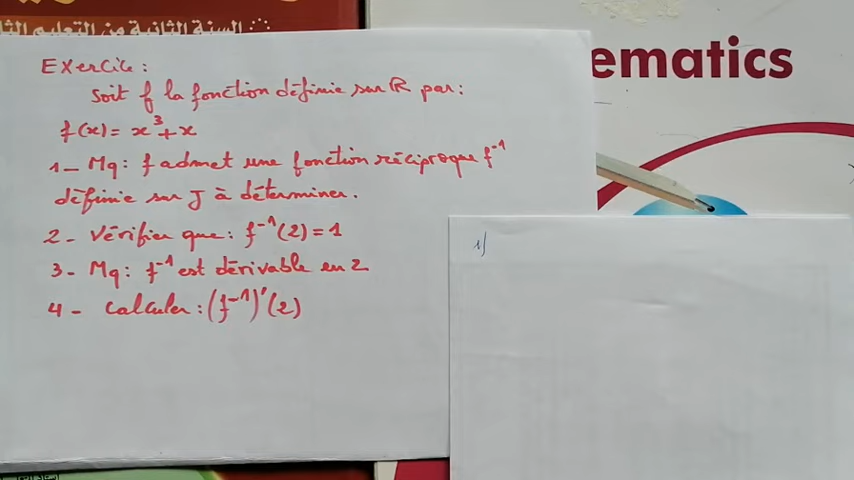 السنة الثانية من التعليم الثا
ematics
Exercice :
Soit f la fonction définie sur ℝ par :
f(x) = x³ + x
1 _ Mq : f admet une fonction réciproque f⁻¹
définie sur J à déterminer.
2 - Vérifier que : f⁻¹(2) = 1
3 - Mq : f⁻¹ est dérivable en 2
4 - Calculer : (f⁻¹)'(2)
1/